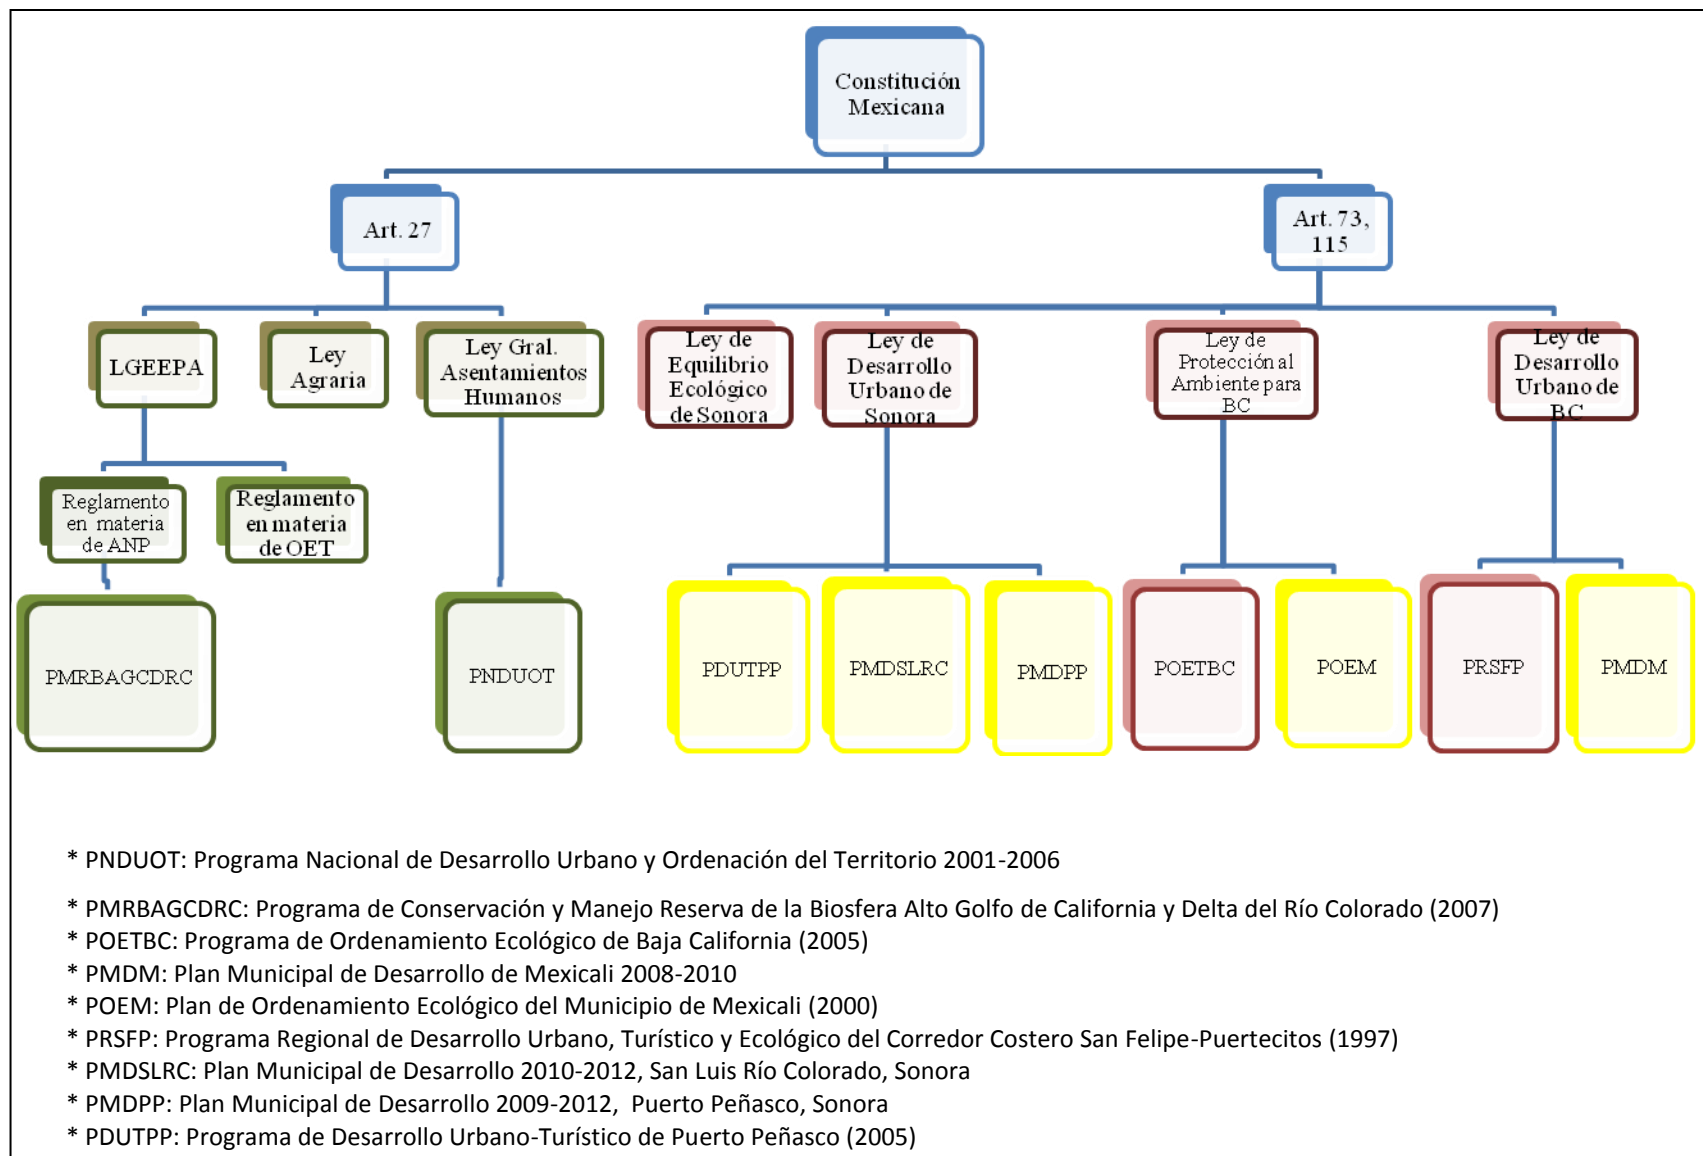 Constitución
Mexicana
Art. 27
Art. 73,
115
LGEEPA
Ley
Agraria
Ley Gral.
Asentamientos
Humanos
Ley de
Equilibrio
Ecológico
de Sonora
Ley de
Desarrollo
Urbano de
Sonora
Ley de
Protección al
Ambiente para
BC
Ley de
Desarrollo
Urbano de
BC
Reglamento
en materia
de ANP
Reglamento
en materia
de OET
PMRBAGCDRC
PNDUOT
PDUTPP
PMDSLRC
PMDPP
POETBC
POEM
PRSFP
PMDM
* PNDUOT: Programa Nacional de Desarrollo Urbano y Ordenación del Territorio 2001-2006
* PMRBAGCDRC: Programa de Conservación y Manejo Reserva de la Biosfera Alto Golfo de California y Delta del Río Colorado (2007)
* POETBC: Programa de Ordenamiento Ecológico de Baja California (2005)
* PMDM: Plan Municipal de Desarrollo de Mexicali 2008-2010
* POEM: Plan de Ordenamiento Ecológico del Municipio de Mexicali (2000)
* PRSFP: Programa Regional de Desarrollo Urbano, Turístico y Ecológico del Corredor Costero San Felipe-Puertecitos (1997)
* PMDSLRC: Plan Municipal de Desarrollo 2010-2012, San Luis Río Colorado, Sonora
* PMDPP: Plan Municipal de Desarrollo 2009-2012, Puerto Peñasco, Sonora
* PDUTPP: Programa de Desarrollo Urbano-Turístico de Puerto Peñasco (2005)